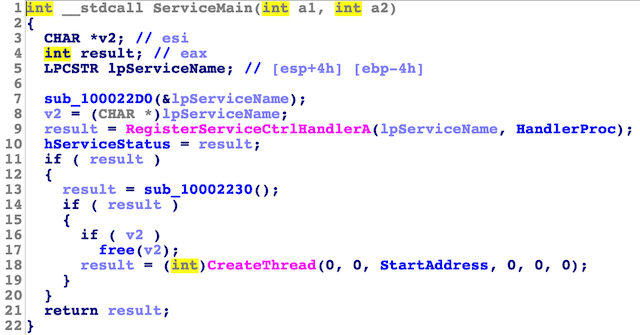 1 int __stdcall ServiceMain(int a1, int a2)
2 {
3 CHAR *v2; // esi
4 int result; // eax
5 LPCSTR lpServiceName; // [esp+4h] [ebp-4h]
6
7 sub_100022D0(&lpServiceName);
8 v2 = (CHAR *)lpServiceName;
9 result = RegisterServiceCtrlHandlerA(lpServiceName, HandlerProc);
10 hServiceStatus = result;
11 if ( result )
12 {
13 result = sub_10002230();
14 if ( result )
15 {
16 if ( v2 )
17 free(v2);
18 result = (int)CreateThread(0, 0, StartAddress, 0, 0, 0);
19 }
20 }
21 return result;
22 }